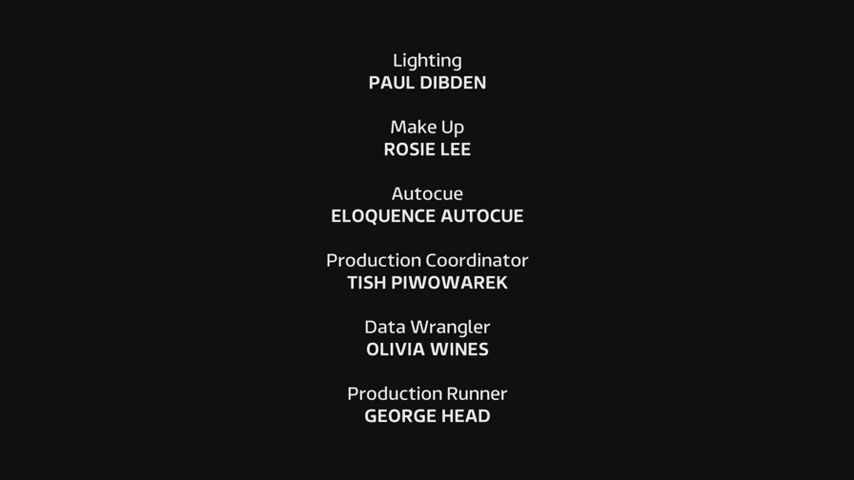 Lighting
PAUL DIBDEN
Make Up
ROSIE LEE
Autocue
ELOQUENCE AUTOCUE
Production Coordinator
TISH PIWOWAREK
Data Wrangler
OLIVIA WINES
Production Runner
GEORGE HEAD